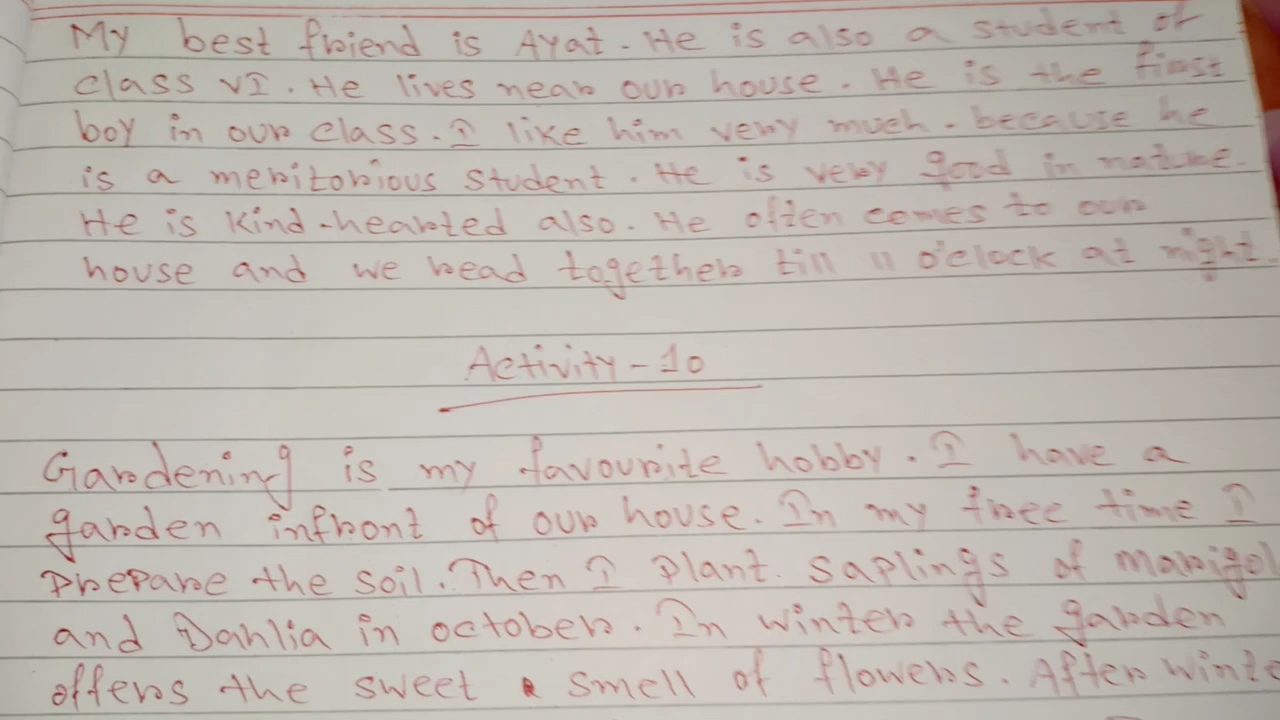 My best friend is Ayat. He is also a student of
class VI. He lives near our house. He is the first
boy in our class. I like him very much. because he
is a meritorious student. He is very good in nature.
He is kind-hearted also. He often comes to our
house and we read together till 11 o'clock at night.
Activity-10
Gardening is my favourite hobby. I have a
garden infront of our house. In my free time I
Prepare the soil. Then I Plant. saplings of marigol
and Dahlia in october. In winter the garden
offers the sweet smell of flowers. After winte